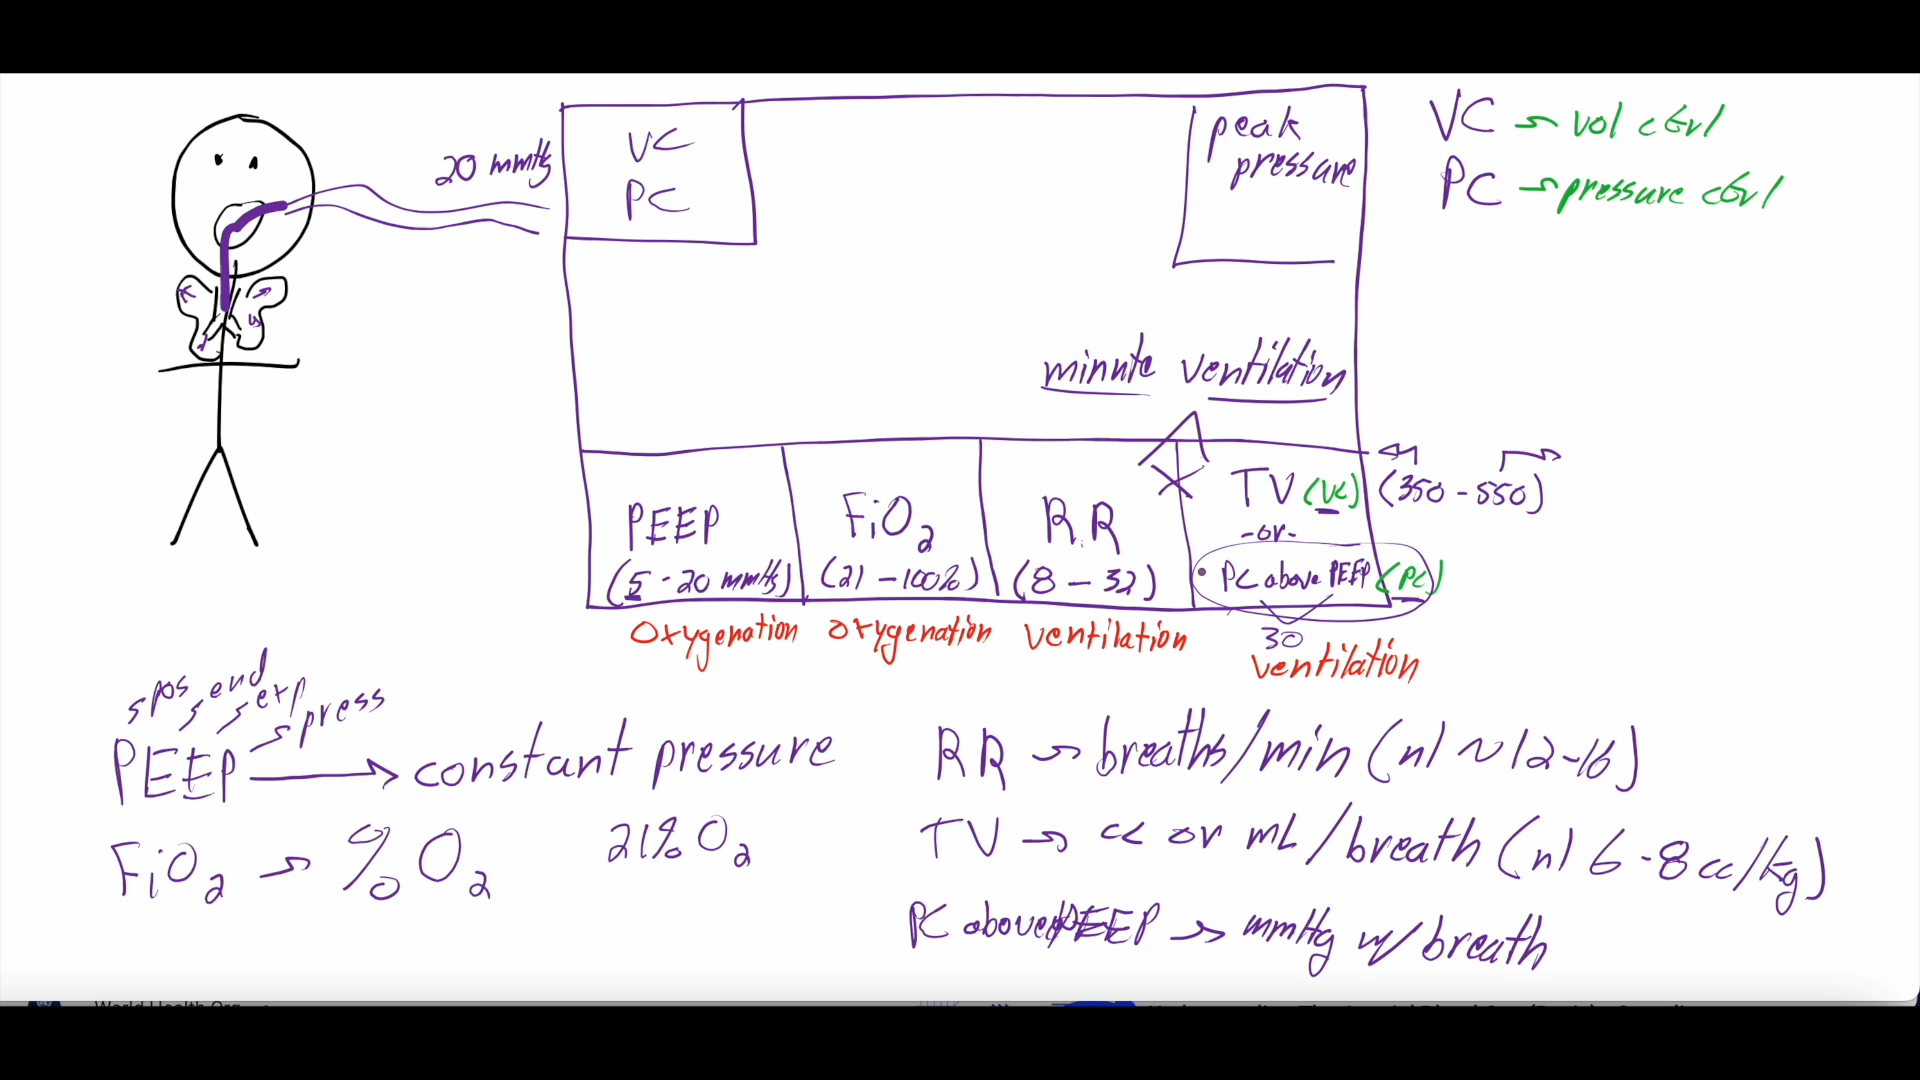 20 mmHg
VC
PC
peak
pressure
VC → vol ctrl
PC → pressure ctrl
minute ventilation
PEEP
(5 - 20 mmHg)
FiO2
(21 - 100%)
R.R
(8 - 32)
TV (VC) (350 - 550)
-or-
• PC above PEEP (PC)
30
oxygenation
oxygenation
ventilation
ventilation
pos
end
exp
press
PEEP → constant pressure
FiO2 → % O2
21% O2
RR → breaths/min (nl ~12-16)
TV → cc or mL/breath (nl 6-8 cc/kg)
PC above PEEP → mmHg w/ breath